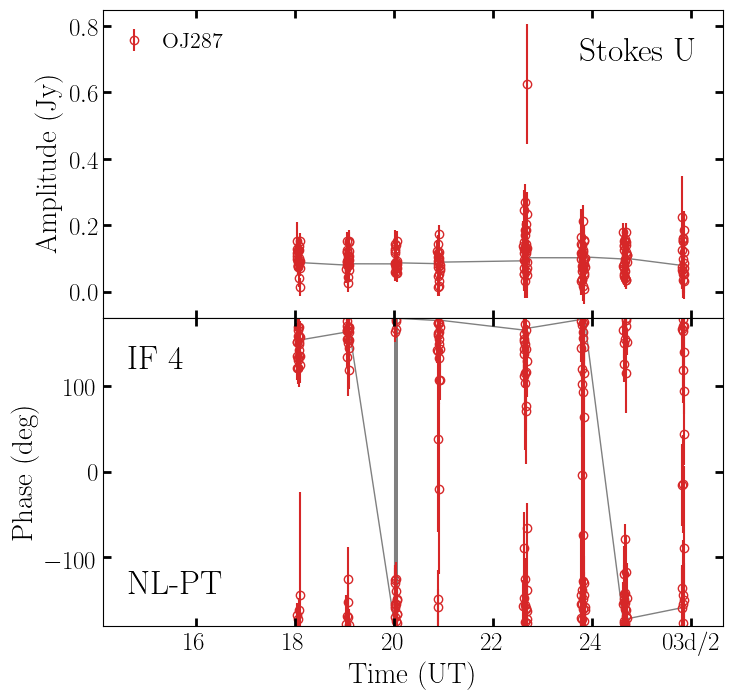 0.8
OJ287
Stokes U
0.6
0.4
0.2
0.0
Amplitude (Jy)
IF 4
100
0
−100
Phase (deg)
NL-PT
16 18 20 22 24 03d/2
Time (UT)